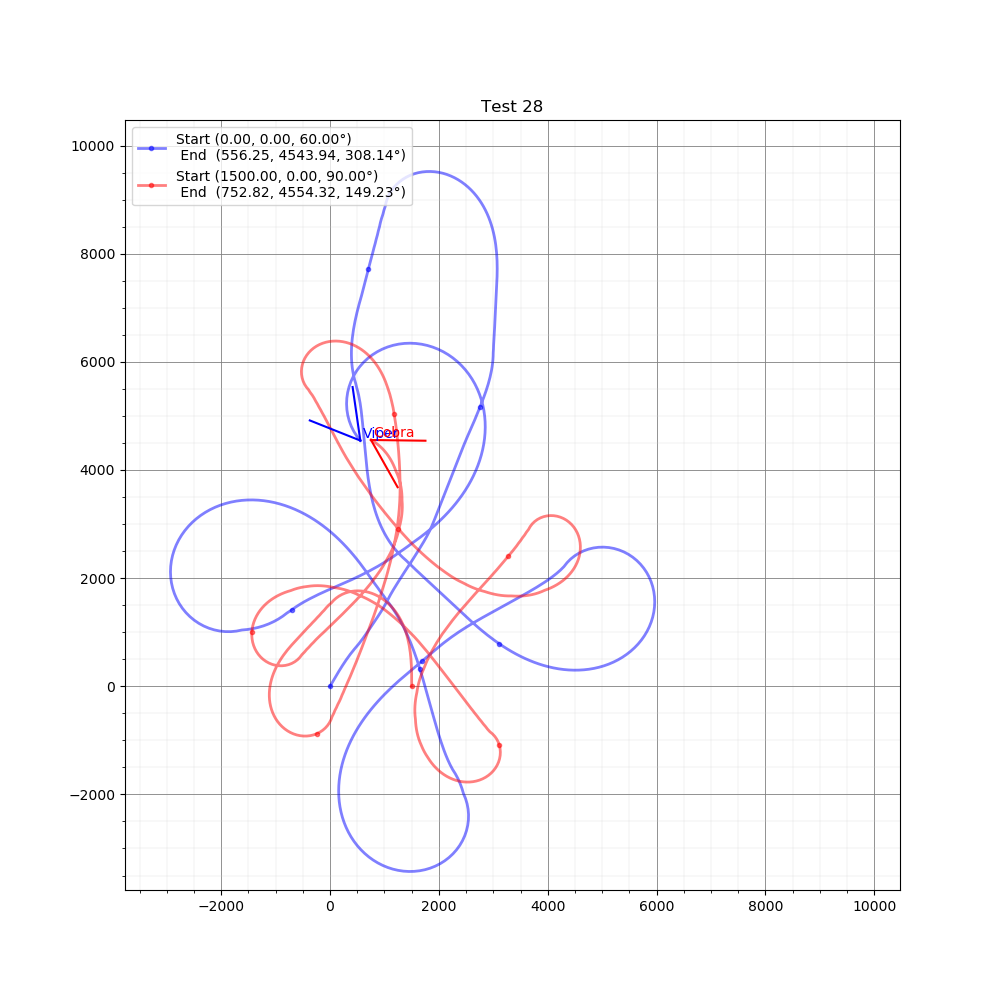 Test 28
Start (0.00, 0.00, 60.00°)
End (556.25, 4543.94, 308.14°)
Start (1500.00, 0.00, 90.00°)
End (752.82, 4554.32, 149.23°)
10000
8000
6000
4000
2000
0
−2000
Viper
Cobra
−2000
0
2000
4000
6000
8000
10000